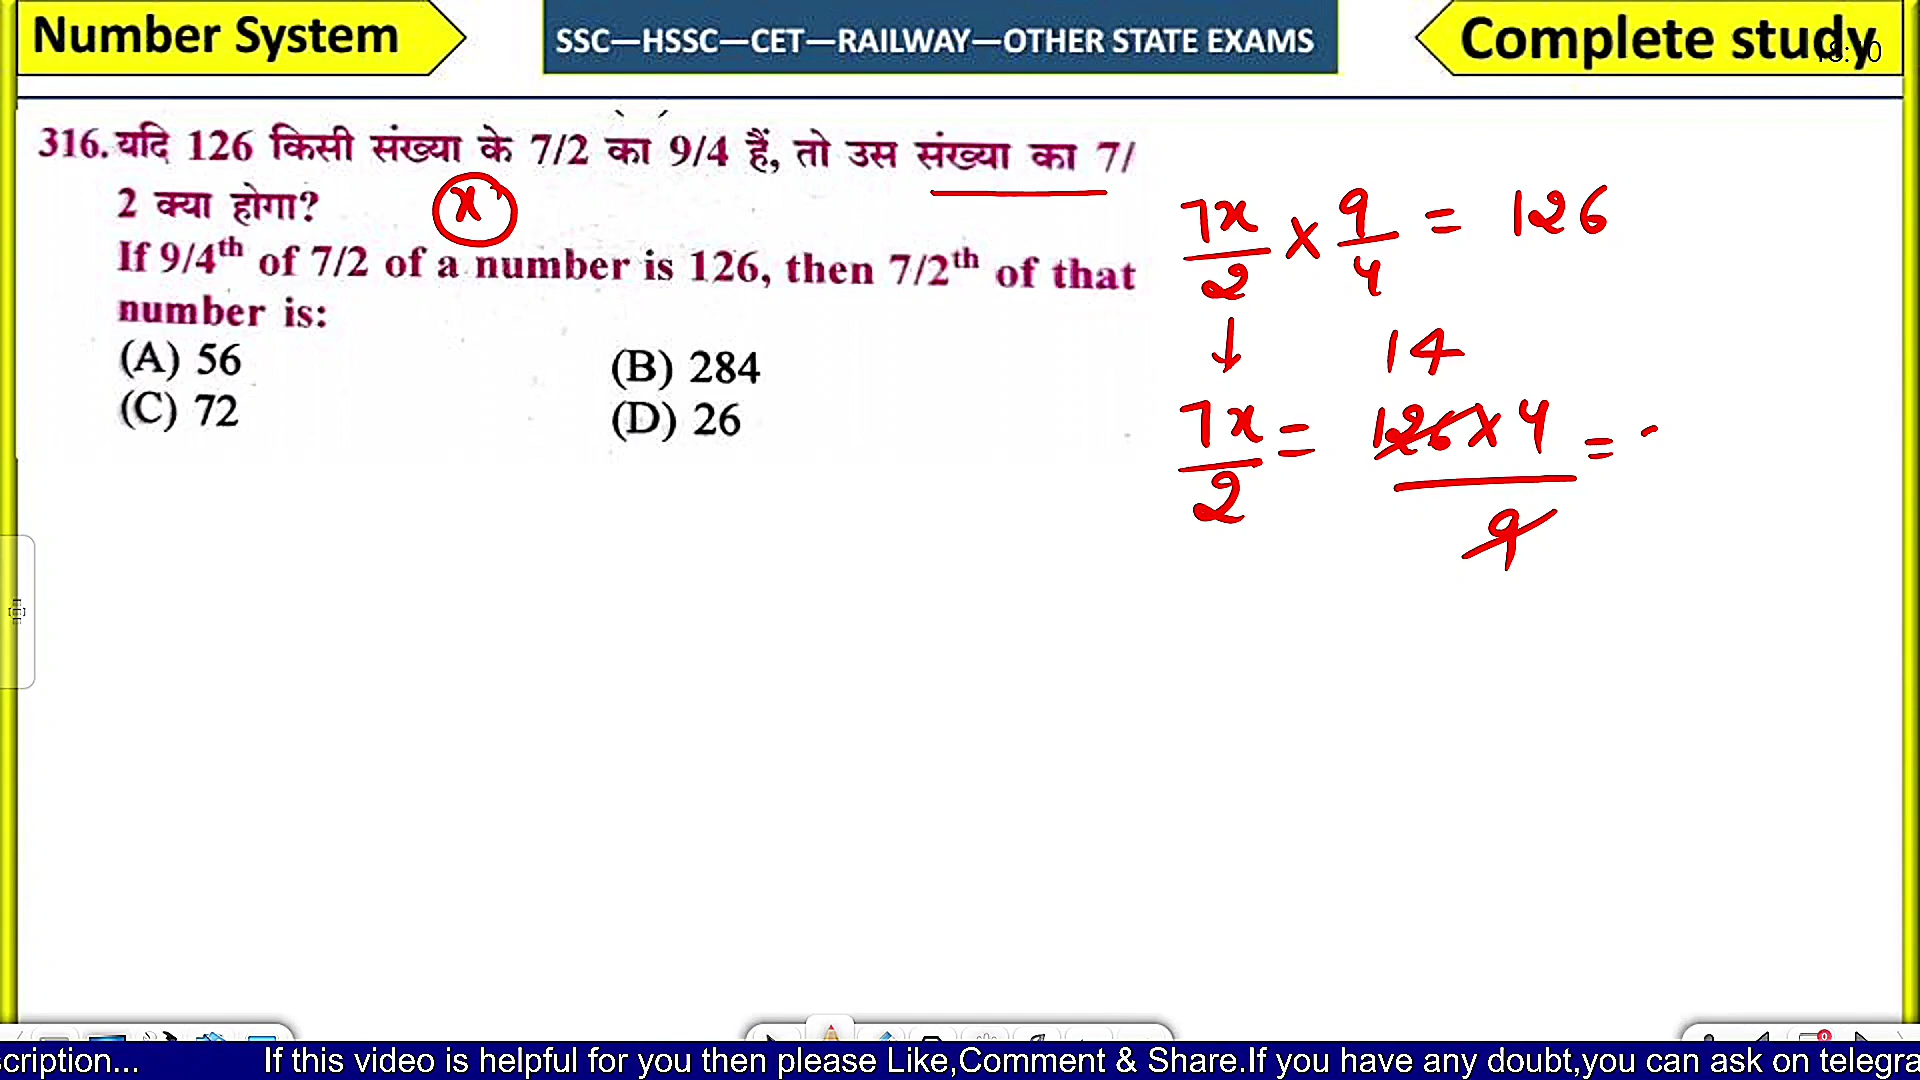 Number System
SSC—HSSC—CET—RAILWAY—OTHER STATE EXAMS
Complete study
316. यदि 126 किसी संख्या के 7/2 का 9/4 हैं, तो उस संख्या का 7/
2 क्या होगा?
x
If 9/4th of 7/2 of a number is 126, then 7/2th of that
number is:
(A) 56
(B) 284
(C) 72
(D) 26
7x/2 × 9/4 = 126
↓
14
7x/2 = 126×4/9 =
scription... If this video is helpful for you then please Like,Comment & Share.If you have any doubt,you can ask on telegra